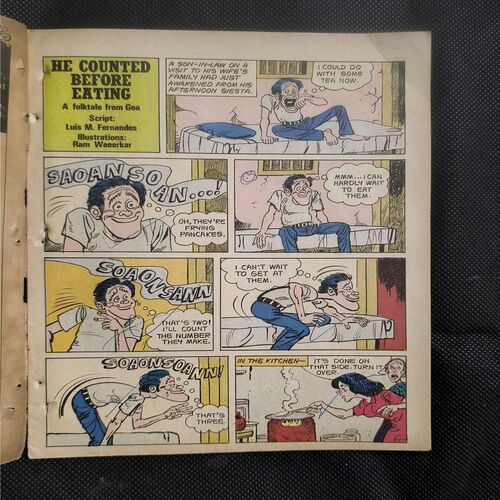 HE COUNTED
BEFORE
EATING
A folktale from Goa
Script:
Luis M. Fernandes
Illustrations:
Ram Waeerkar
A SON-IN-LAW ON A
VISIT TO HIS WIFE'S
FAMILY HAD JUST
AWAKENED FROM HIS
AFTERNOON SIESTA.
I COULD DO
WITH SOME
TEA NOW.
SAOANSO
AN...!
OH, THEY'RE
FRYING
PANCAKES.
MMM...I CAN
HARDLY WAIT
TO EAT
THEM.
SOAONSANN
THAT'S TWO!
I'LL COUNT
THE NUMBER
THEY MAKE.
I CAN'T WAIT
TO GET AT
THEM.
SOAONSOANN!
THAT'S
THREE.
IN THE KITCHEN—
IT'S DONE ON
THAT SIDE. TURN IT
OVER.